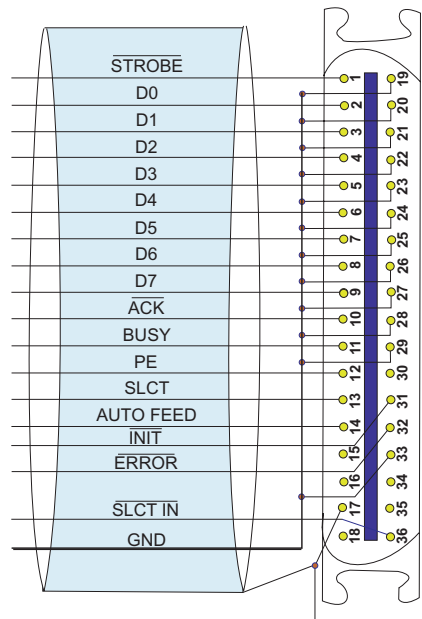 STROBE
D0
D1
D2
D3
D4
D5
D6
D7
ACK
BUSY
PE
SLCT
AUTO FEED
INIT
ERROR
SLCT IN
GND
1
2
3
4
5
6
7
8
9
10
11
12
13
14
15
16
17
18
19
20
21
22
23
24
25
26
27
28
29
30
31
32
33
34
35
36